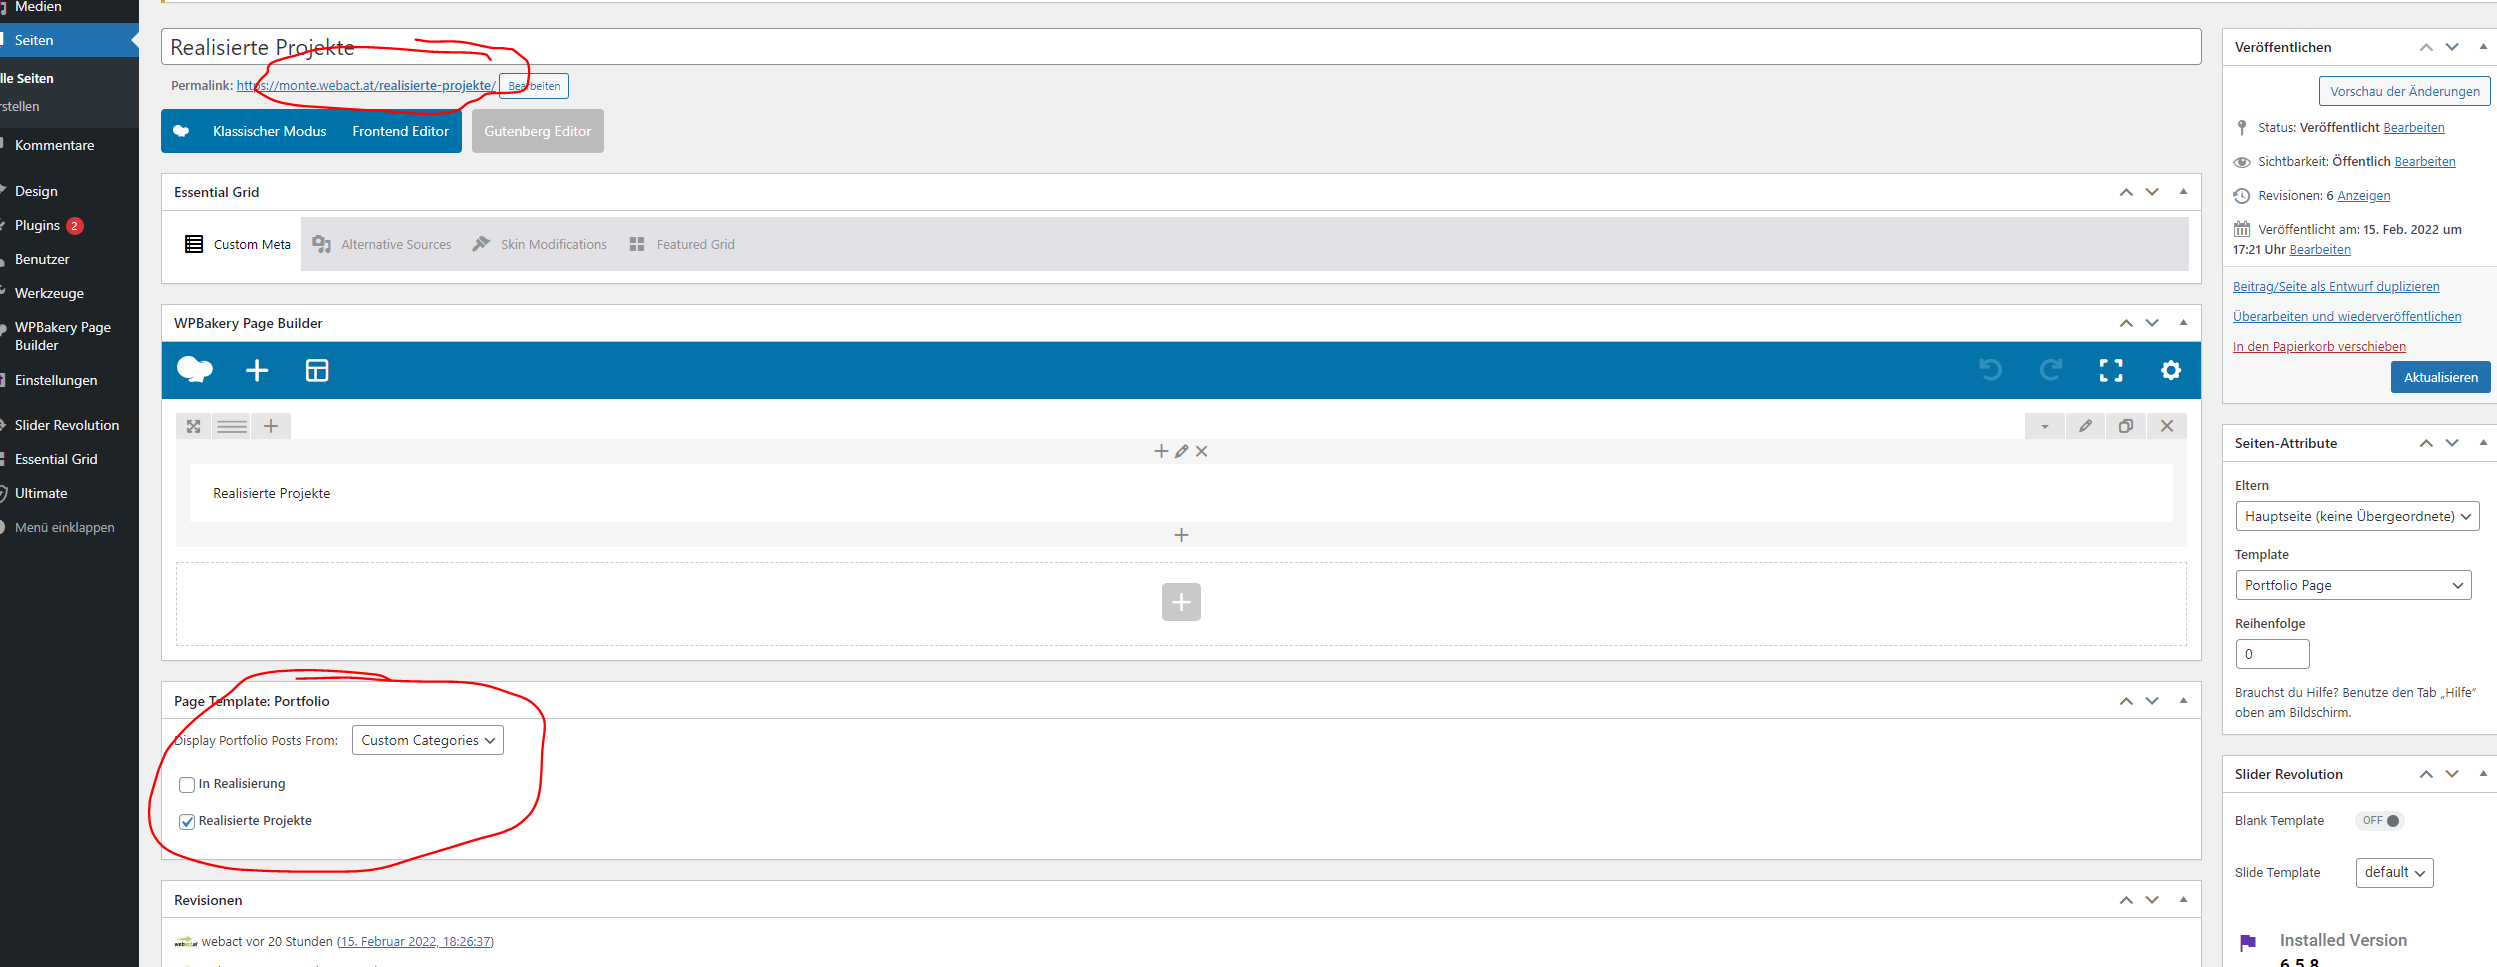 Medien
Seiten
lle Seiten
rstellen
Kommentare
Design
Plugins 2
Benutzer
Werkzeuge
WPBakery Page
Builder
Einstellungen
Slider Revolution
Essential Grid
Ultimate
Menü einklappen
Realisierte Projekte
Permalink: https://monte.webact.at/realisierte-projekte/ Bearbeiten
Klassischer Modus Frontend Editor Gutenberg Editor
Essential Grid
Custom Meta Alternative Sources Skin Modifications Featured Grid
WPBakery Page Builder
Realisierte Projekte
Page Template: Portfolio
Display Portfolio Posts From: Custom Categories
In Realisierung
Realisierte Projekte
Revisionen
webact vor 20 Stunden (15. Februar 2022, 18:26:37)
Veröffentlichen
Vorschau der Änderungen
Status: Veröffentlicht Bearbeiten
Sichtbarkeit: Öffentlich Bearbeiten
Revisionen: 6 Anzeigen
Veröffentlicht am: 15. Feb. 2022 um
17:21 Uhr Bearbeiten
Beitrag/Seite als Entwurf duplizieren
Überarbeiten und wiederveröffentlichen
In den Papierkorb verschieben
Aktualisieren
Seiten-Attribute
Eltern
Hauptseite (keine Übergeordnete)
Template
Portfolio Page
Reihenfolge
0
Brauchst du Hilfe? Benutze den Tab „Hilfe“
oben am Bildschirm.
Slider Revolution
Blank Template OFF
Slide Template default
Installed Version
6.5.8